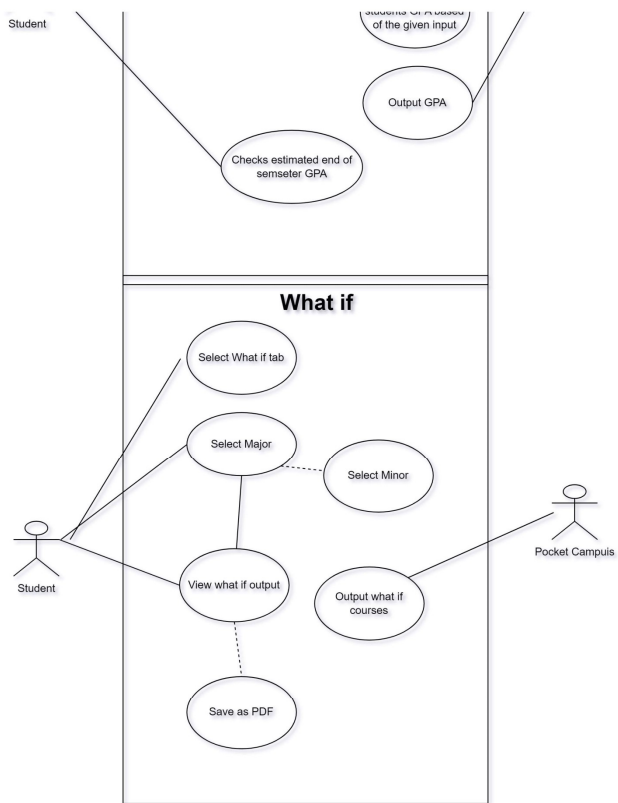 Student
students GPA based
of the given input
Output GPA
Checks estimated end of
semseter GPA
What if
Select What if tab
Select Major
Select Minor
Pocket Campuis
Student
View what if output
Output what if
courses
Save as PDF